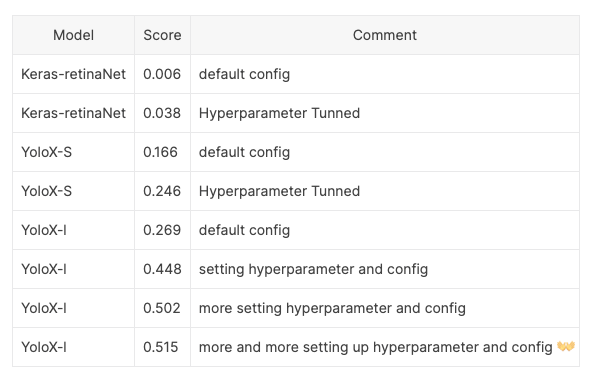 Model Score Comment
Keras-retinaNet 0.006 default config
Keras-retinaNet 0.038 Hyperparameter Tunned
YoloX-S 0.166 default config
YoloX-S 0.246 Hyperparameter Tunned
YoloX-l 0.269 default config
YoloX-l 0.448 setting hyperparameter and config
YoloX-l 0.502 more setting hyperparameter and config
YoloX-l 0.515 more and more setting up hyperparameter and config